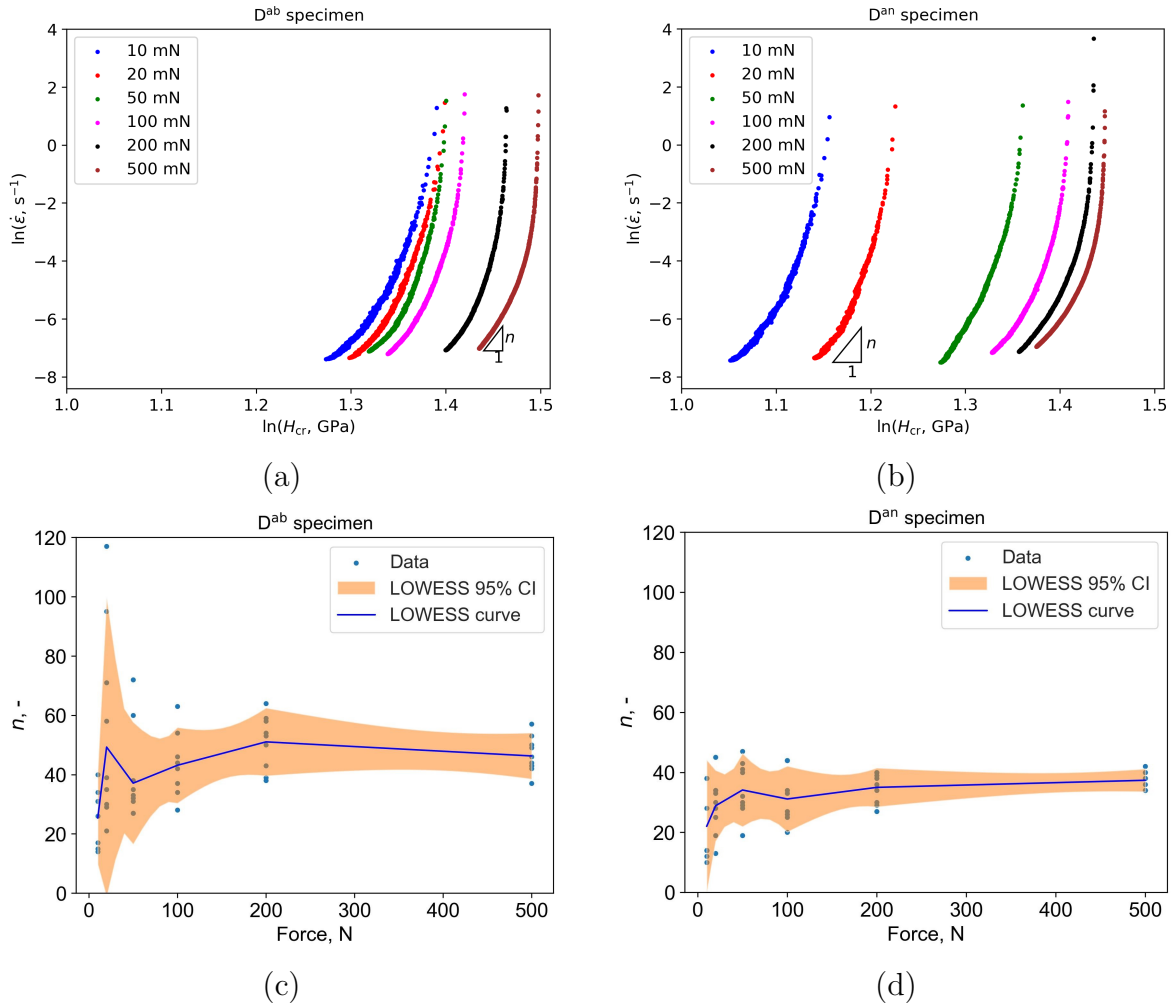 Dᵃᵇ specimen
4
2
0
−2
−4
−6
−8
ln(ε̇, s⁻¹)
10 mN
20 mN
50 mN
100 mN
200 mN
500 mN
n
1
1.0 1.1 1.2 1.3 1.4 1.5
ln(H_cr, GPa)
(a)
Dᵃⁿ specimen
4
2
0
−2
−4
−6
−8
ln(ε̇, s⁻¹)
10 mN
20 mN
50 mN
100 mN
200 mN
500 mN
n
1
1.0 1.1 1.2 1.3 1.4 1.5
ln(H_cr, GPa)
(b)
Dᵃᵇ specimen
120
100
80
60
40
20
0
n, -
Data
LOWESS 95% CI
LOWESS curve
0 100 200 300 400 500
Force, N
(c)
Dᵃⁿ specimen
120
100
80
60
40
20
0
n, -
Data
LOWESS 95% CI
LOWESS curve
0 100 200 300 400 500
Force, N
(d)